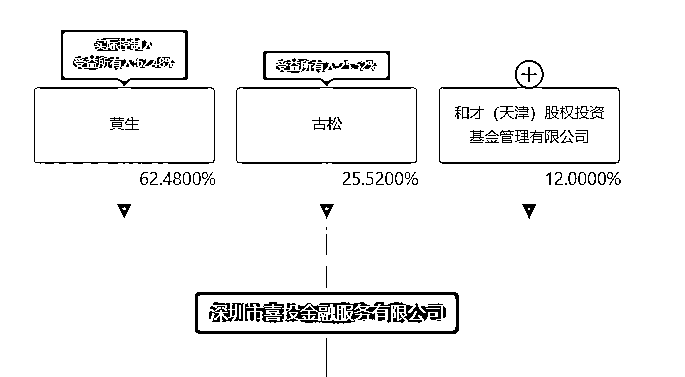 实际控制人
受益所有人62.48%
受益所有人25.52%
黄生
古松
和才（天津）股权投资
基金管理有限公司
62.4800%
25.5200%
12.0000%
深圳市喜投金融服务有限公司